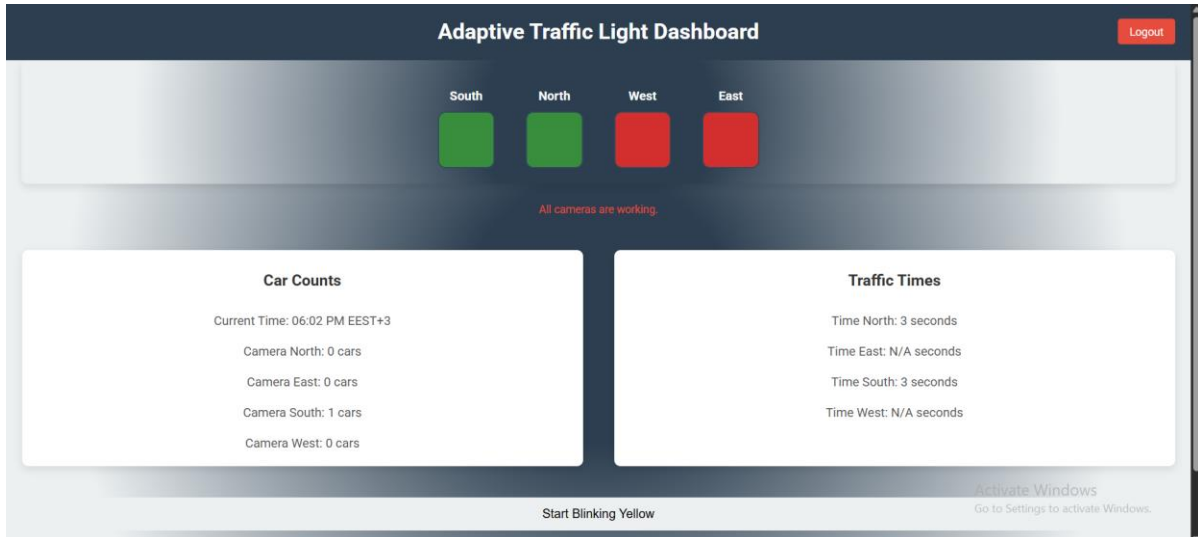 Adaptive Traffic Light Dashboard
Logout
South North West East
All cameras are working.
Car Counts
Current Time: 06:02 PM EEST+3
Camera North: 0 cars
Camera East: 0 cars
Camera South: 1 cars
Camera West: 0 cars
Traffic Times
Time North: 3 seconds
Time East: N/A seconds
Time South: 3 seconds
Time West: N/A seconds
Start Blinking Yellow
Activate Windows
Go to Settings to activate Windows.